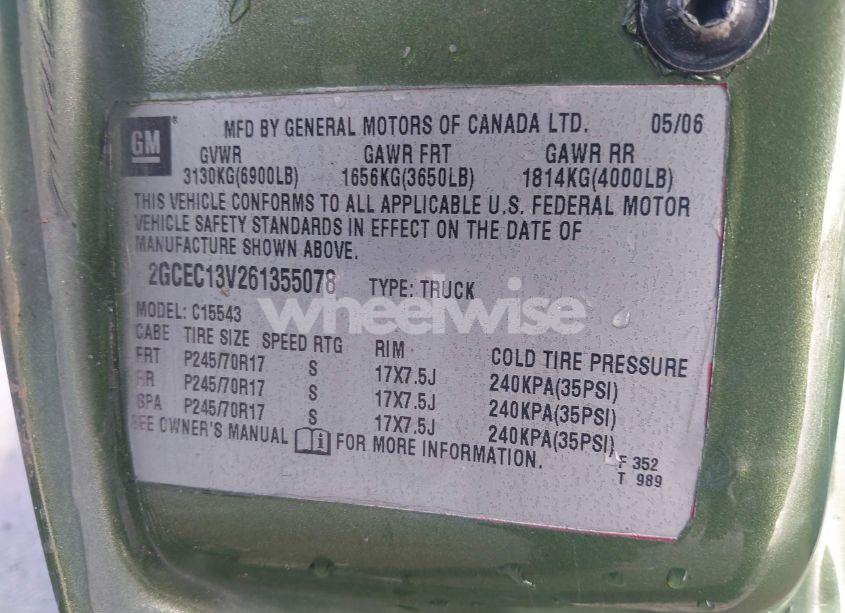 GM ® MFD BY GENERAL MOTORS OF CANADA LTD. 05/06
GVWR GAWR FRT GAWR RR
3130KG(6900LB) 1656KG(3650LB) 1814KG(4000LB)
THIS VEHICLE CONFORMS TO ALL APPLICABLE U.S. FEDERAL MOTOR
VEHICLE SAFETY STANDARDS IN EFFECT ON THE DATE OF
MANUFACTURE SHOWN ABOVE.
2GCEC13V261355078 TYPE: TRUCK
wheelwise
MODEL: C15543
CABE TIRE SIZE SPEED RTG RIM COLD TIRE PRESSURE
FRT P245/70R17 S 17X7.5J 240KPA(35PSI)
RR P245/70R17 S 17X7.5J 240KPA(35PSI)
SPA P245/70R17 S 17X7.5J 240KPA(35PSI)
SEE OWNER'S MANUAL FOR MORE INFORMATION.
F 352
T 989